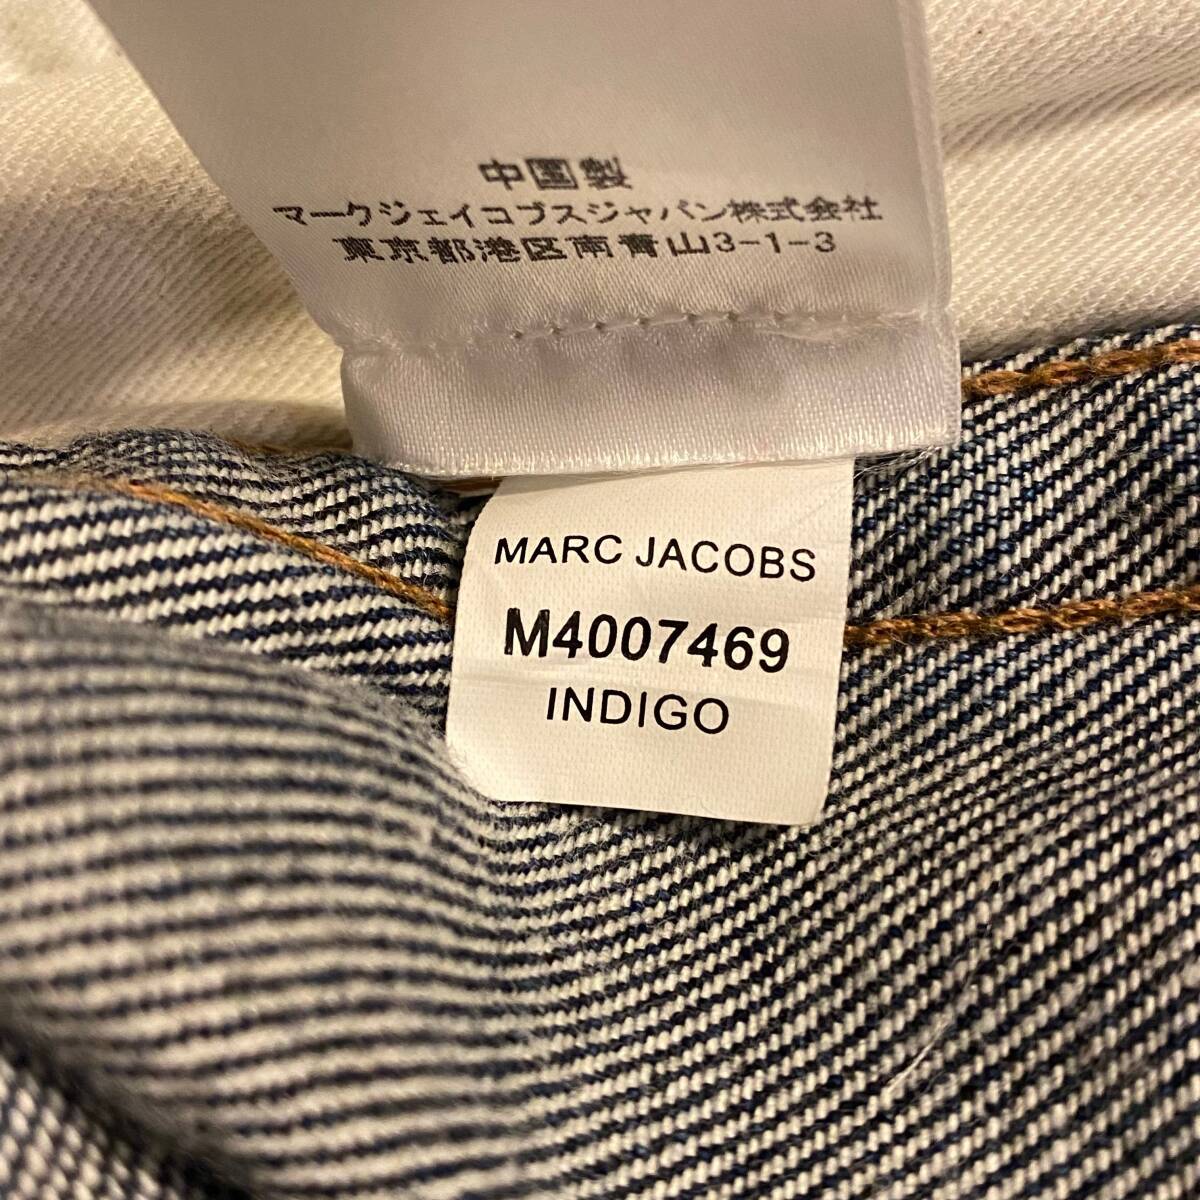 中国製
マークジェイコブスジャパン株式会社
東京都港区南青山3-1-3
MARC JACOBS
M4007469
INDIGO